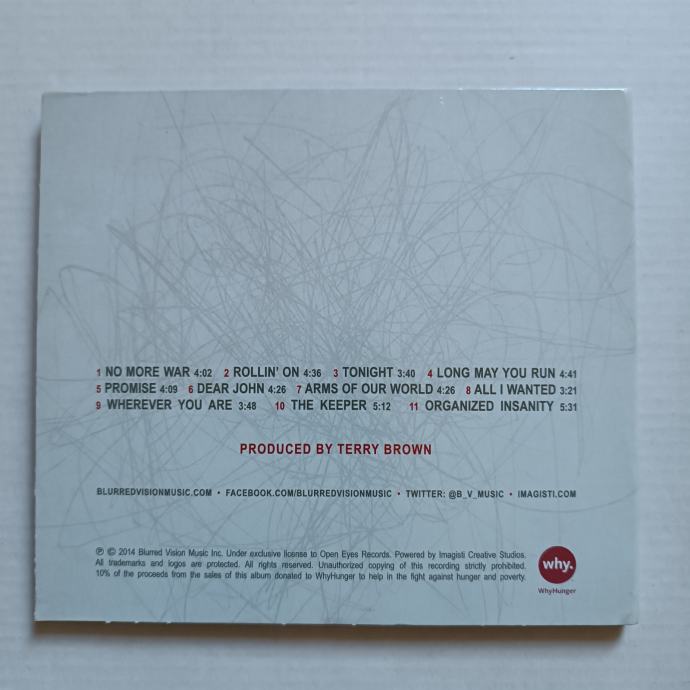 1 NO MORE WAR 4:02 2 ROLLIN' ON 4:36 3 TONIGHT 3:40 4 LONG MAY YOU RUN 4:41
5 PROMISE 4:09 6 DEAR JOHN 4:26 7 ARMS OF OUR WORLD 4:26 8 ALL I WANTED 3:21
9 WHEREVER YOU ARE 3:48 10 THE KEEPER 5:12 11 ORGANIZED INSANITY 5:31
PRODUCED BY TERRY BROWN
BLURREDVISIONMUSIC.COM • FACEBOOK.COM/BLURREDVISIONMUSIC • TWITTER: @B_V_MUSIC • IMAGISTI.COM
℗ © 2014 Blurred Vision Music Inc. Under exclusive license to Open Eyes Records. Powered by Imagisti Creative Studios.
All trademarks and logos are protected. All rights reserved. Unauthorized copying of this recording strictly prohibited.
10% of the proceeds from the sales of this album donated to WhyHunger to help in the fight against hunger and poverty.
why.
WhyHunger